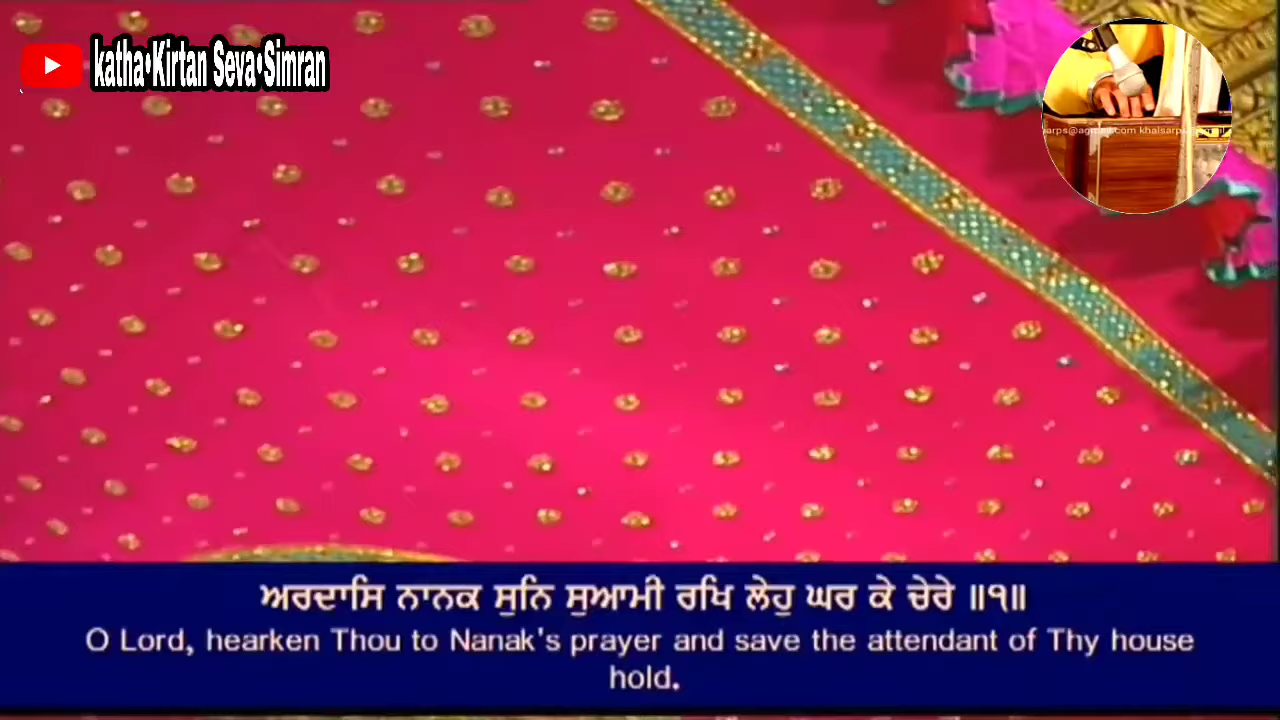 katha•Kirtan Seva•Simran
ਅਰਦਾਸਿ ਨਾਨਕ ਸੁਨਿ ਸੁਆਮੀ ਰਖਿ ਲੇਹੁ ਘਰ ਕੇ ਚੇਰੇ ॥੧॥
O Lord, hearken Thou to Nanak's prayer and save the attendant of Thy house
hold.